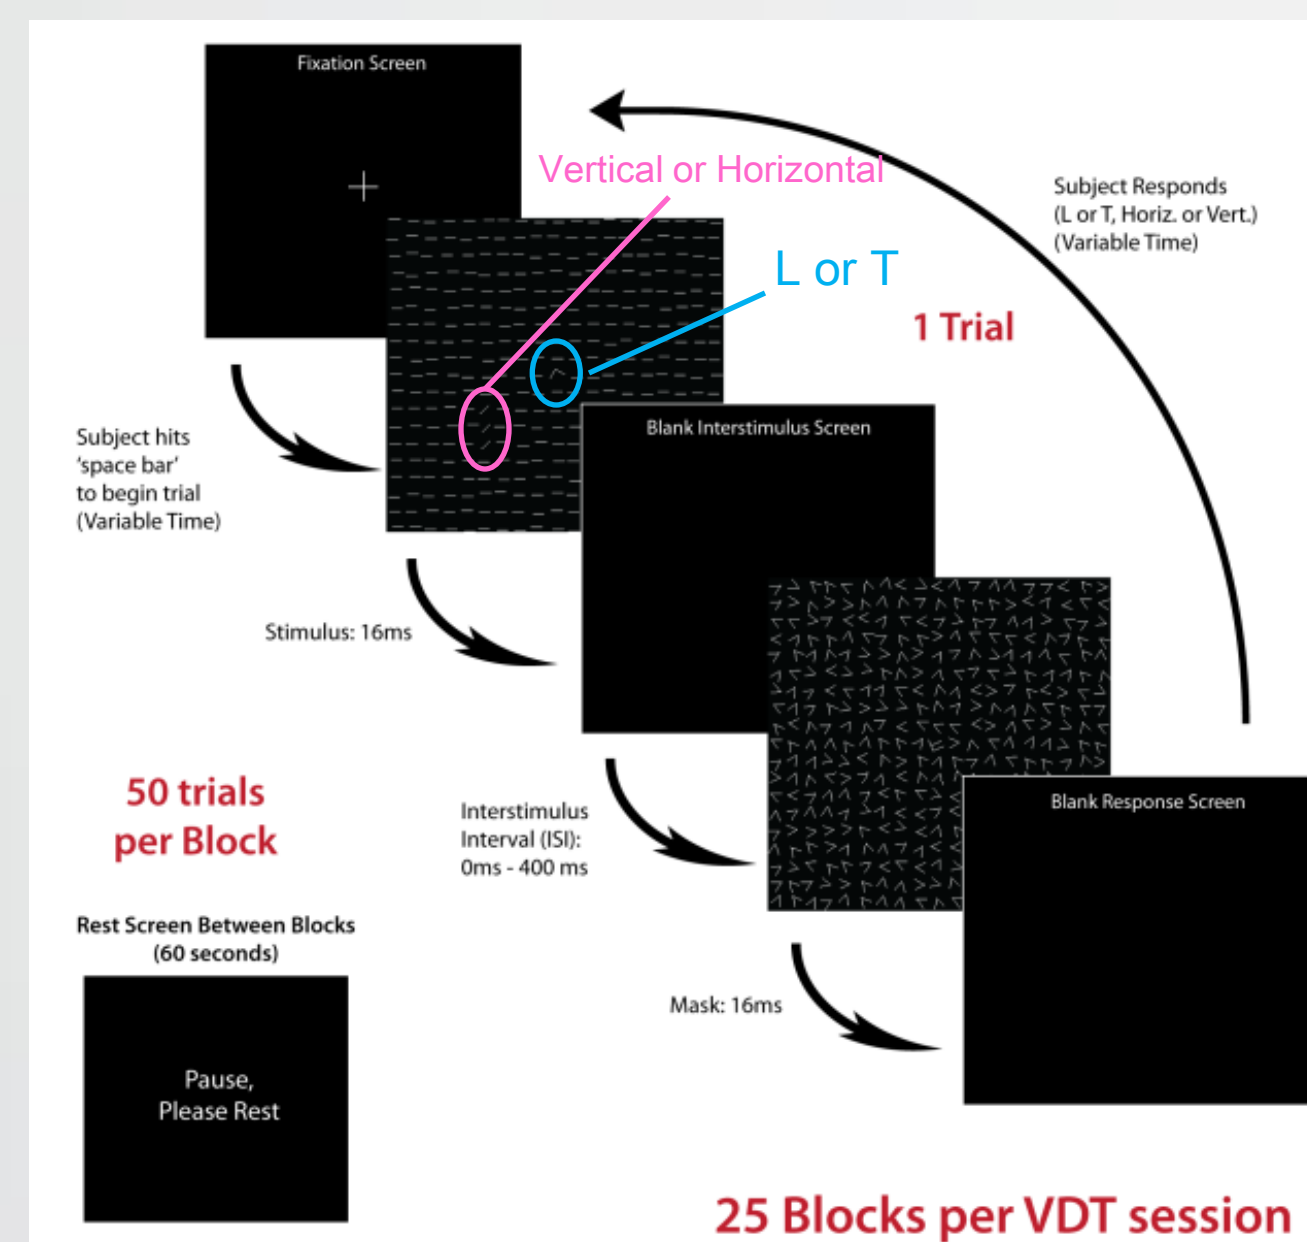 Fixation Screen
Vertical or Horizontal
Subject Responds
(L or T, Horiz. or Vert.)
(Variable Time)
L or T
1 Trial
Blank Interstimulus Screen
Subject hits
'space bar'
to begin trial
(Variable Time)
Stimulus: 16ms
50 trials
per Block
Interstimulus
Interval (ISI):
0ms - 400 ms
Blank Response Screen
Rest Screen Between Blocks
(60 seconds)
Mask: 16ms
Pause,
Please Rest
25 Blocks per VDT session